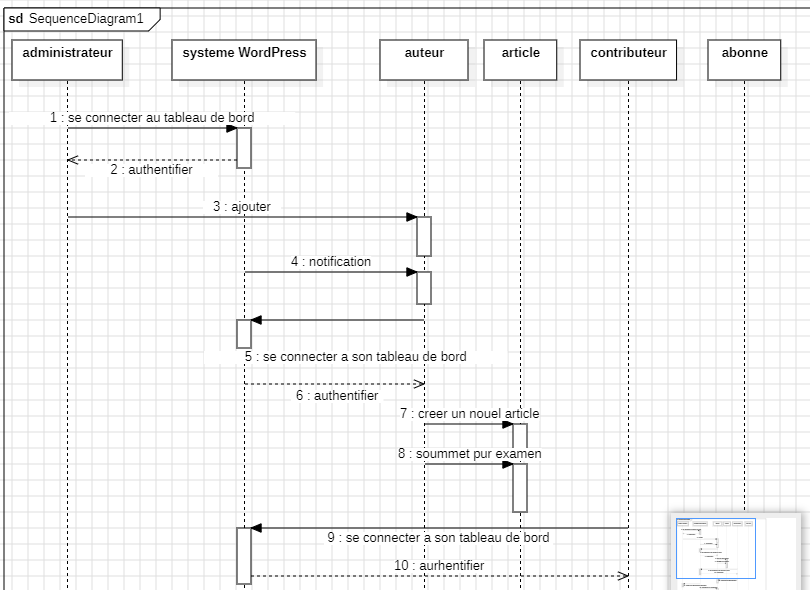 sd SequenceDiagram1
administrateur
systeme WordPress
auteur
article
contributeur
abonne
1 : se connecter au tableau de bord
2 : authentifier
3 : ajouter
4 : notification
5 : se connecter a son tableau de bord
6 : authentifier
7 : creer un nouel article
8 : soummet pur examen
9 : se connecter a son tableau de bord
10 : aurhentifier